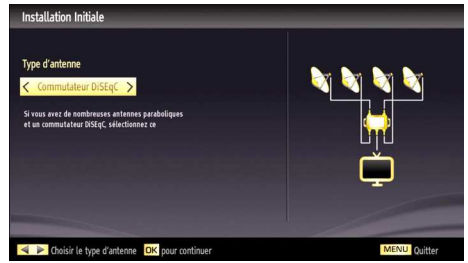 Installation Initiale
Type d'antenne
Commutateur DiSEqC
Si vous avez de nombreuses antennes paraboliques
et un commutateur DiSEqC, sélectionnez ce
Choisir le type d'antenne OK pour continuer
MENU Quitter